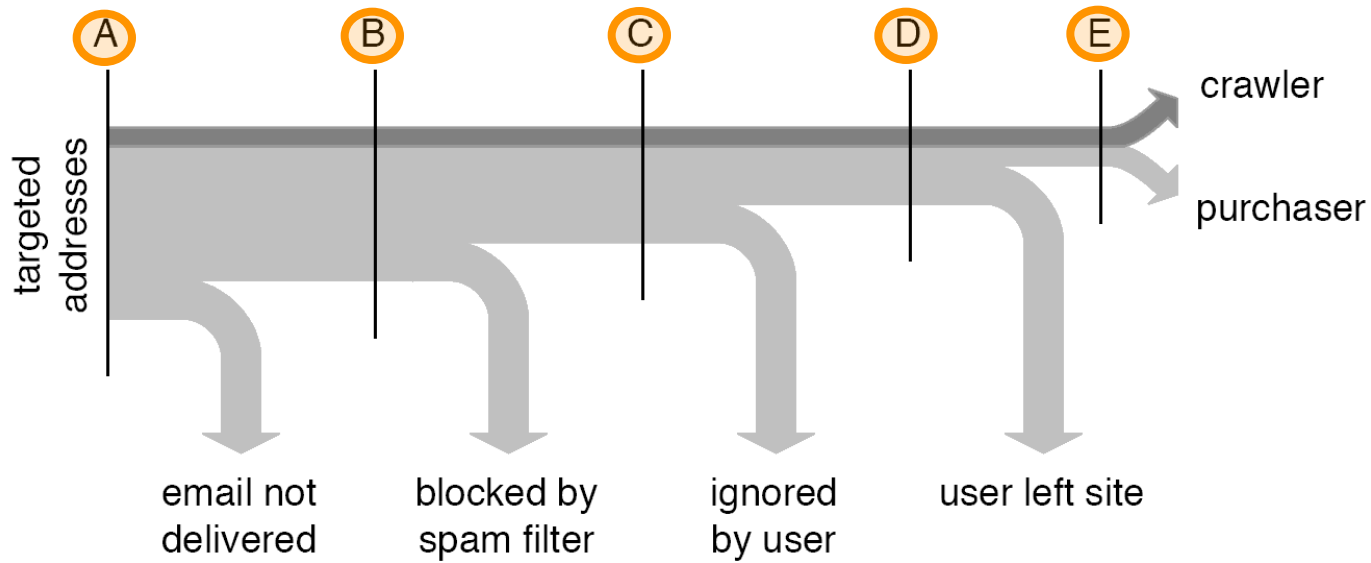 A
B
C
D
E
crawler
purchaser
targeted
addresses
email not
delivered
blocked by
spam filter
ignored
by user
user left site